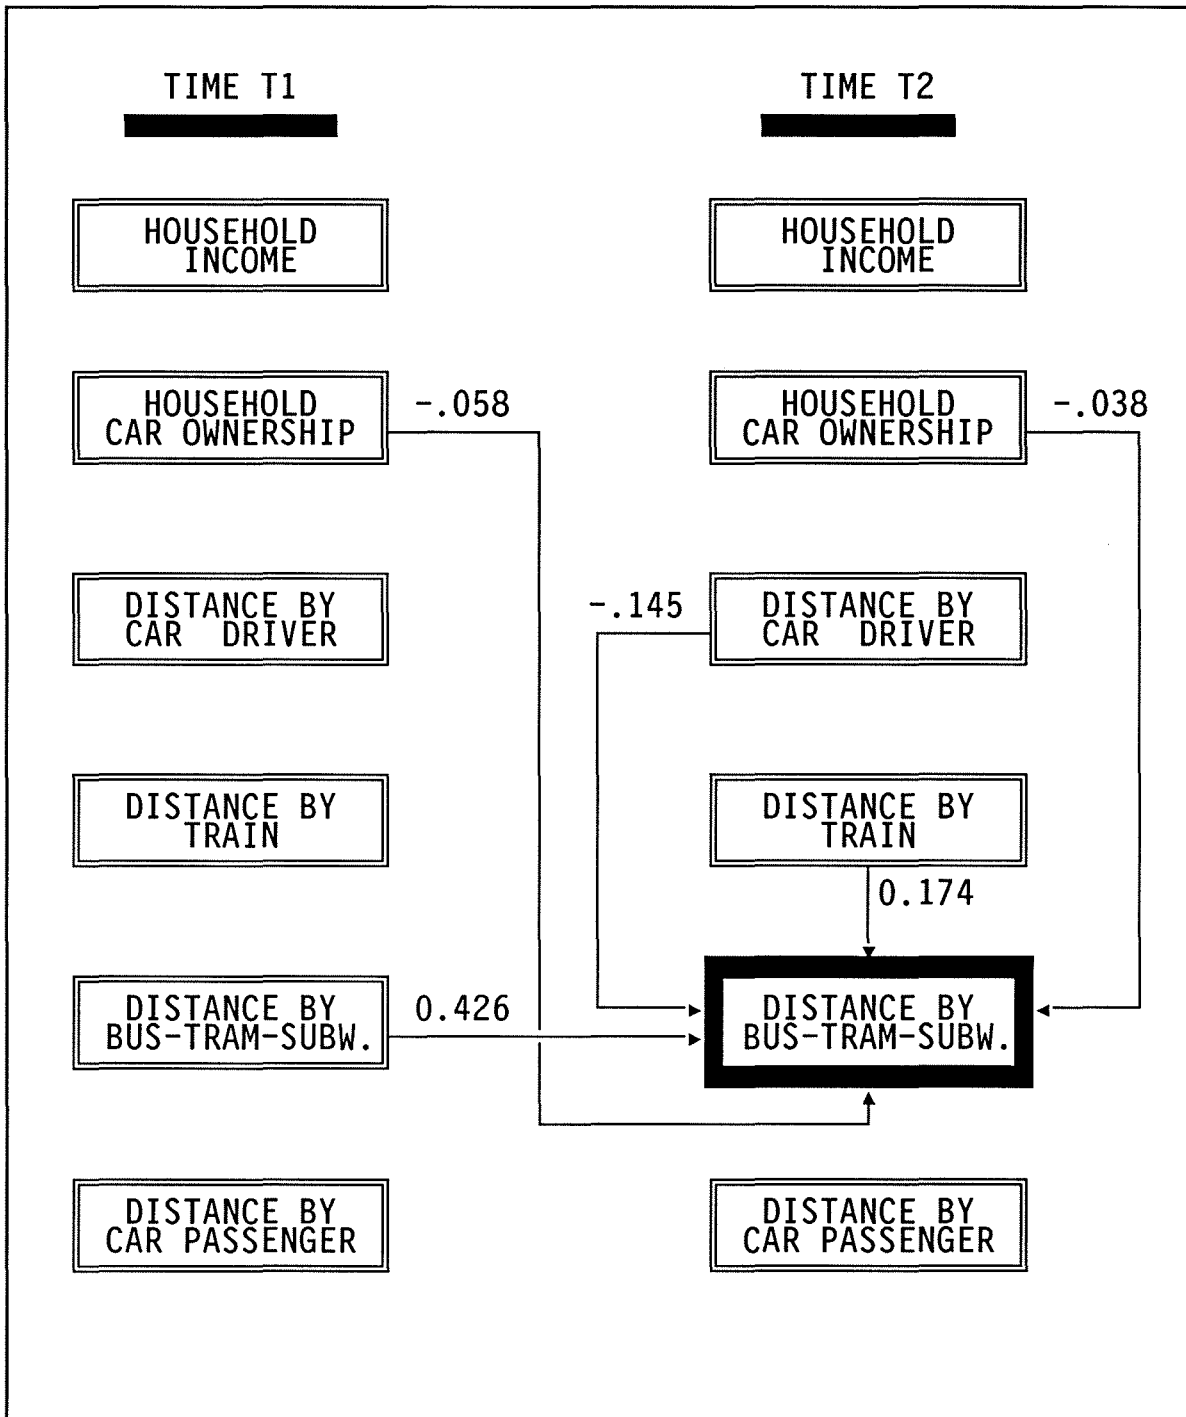 TIME T1
TIME T2
HOUSEHOLD
INCOME
HOUSEHOLD
INCOME
HOUSEHOLD
CAR OWNERSHIP
-.058
HOUSEHOLD
CAR OWNERSHIP
-.038
DISTANCE BY
CAR  DRIVER
-.145
DISTANCE BY
CAR  DRIVER
DISTANCE BY
TRAIN
DISTANCE BY
TRAIN
0.174
DISTANCE BY
BUS-TRAM-SUBW.
0.426
DISTANCE BY
BUS-TRAM-SUBW.
DISTANCE BY
CAR PASSENGER
DISTANCE BY
CAR PASSENGER